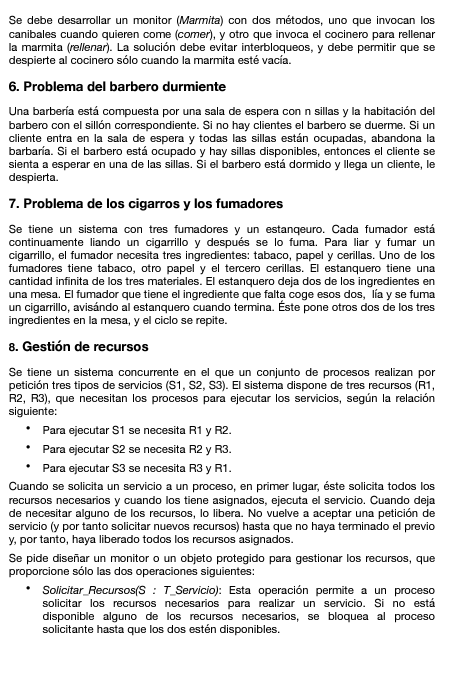 Se debe desarrollar un monitor (Marmita) con dos métodos, uno que invocan los
caníbales cuando quieren come (comer), y otro que invoca el cocinero para rellenar
la marmita (rellenar). La solución debe evitar interbloqueos, y debe permitir que se
despierte al cocinero sólo cuando la marmita esté vacía.
6. Problema del barbero durmiente
Una barbería está compuesta por una sala de espera con n sillas y la habitación del
barbero con el sillón correspondiente. Si no hay clientes el barbero se duerme. Si un
cliente entra en la sala de espera y todas las sillas están ocupadas, abandona la
barbaría. Si el barbero está ocupado y hay sillas disponibles, entonces el cliente se
sienta a esperar en una de las sillas. Si el barbero está dormido y llega un cliente, le
despierta.
7. Problema de los cigarros y los fumadores
Se tiene un sistema con tres fumadores y un estanqeuro. Cada fumador está
continuamente liando un cigarrillo y después se lo fuma. Para liar y fumar un
cigarrillo, el fumador necesita tres ingredientes: tabaco, papel y cerillas. Uno de los
fumadores tiene tabaco, otro papel y el tercero cerillas. El estanquero tiene una
cantidad infinita de los tres materiales. El estanquero deja dos de los ingredientes en
una mesa. El fumador que tiene el ingrediente que falta coge esos dos, lía y se fuma
un cigarrillo, avisándo al estanquero cuando termina. Éste pone otros dos de los tres
ingredientes en la mesa, y el ciclo se repite.
8. Gestión de recursos
Se tiene un sistema concurrente en el que un conjunto de procesos realizan por
petición tres tipos de servicios (S1, S2, S3). El sistema dispone de tres recursos (R1,
R2, R3), que necesitan los procesos para ejecutar los servicios, según la relación
siguiente:
• Para ejecutar S1 se necesita R1 y R2.
• Para ejecutar S2 se necesita R2 y R3.
• Para ejecutar S3 se necesita R3 y R1.
Cuando se solicita un servicio a un proceso, en primer lugar, éste solicita todos los
recursos necesarios y cuando los tiene asignados, ejecuta el servicio. Cuando deja
de necesitar alguno de los recursos, lo libera. No vuelve a aceptar una petición de
servicio (y por tanto solicitar nuevos recursos) hasta que no haya terminado el previo
y, por tanto, haya liberado todos los recursos asignados.
Se pide diseñar un monitor o un objeto protegido para gestionar los recursos, que
proporcione sólo las dos operaciones siguientes:
• Solicitar_Recursos(S : T_Servicio): Esta operación permite a un proceso
solicitar los recursos necesarios para realizar un servicio. Si no está
disponible alguno de los recursos necesarios, se bloquea al proceso
solicitante hasta que los dos estén disponibles.